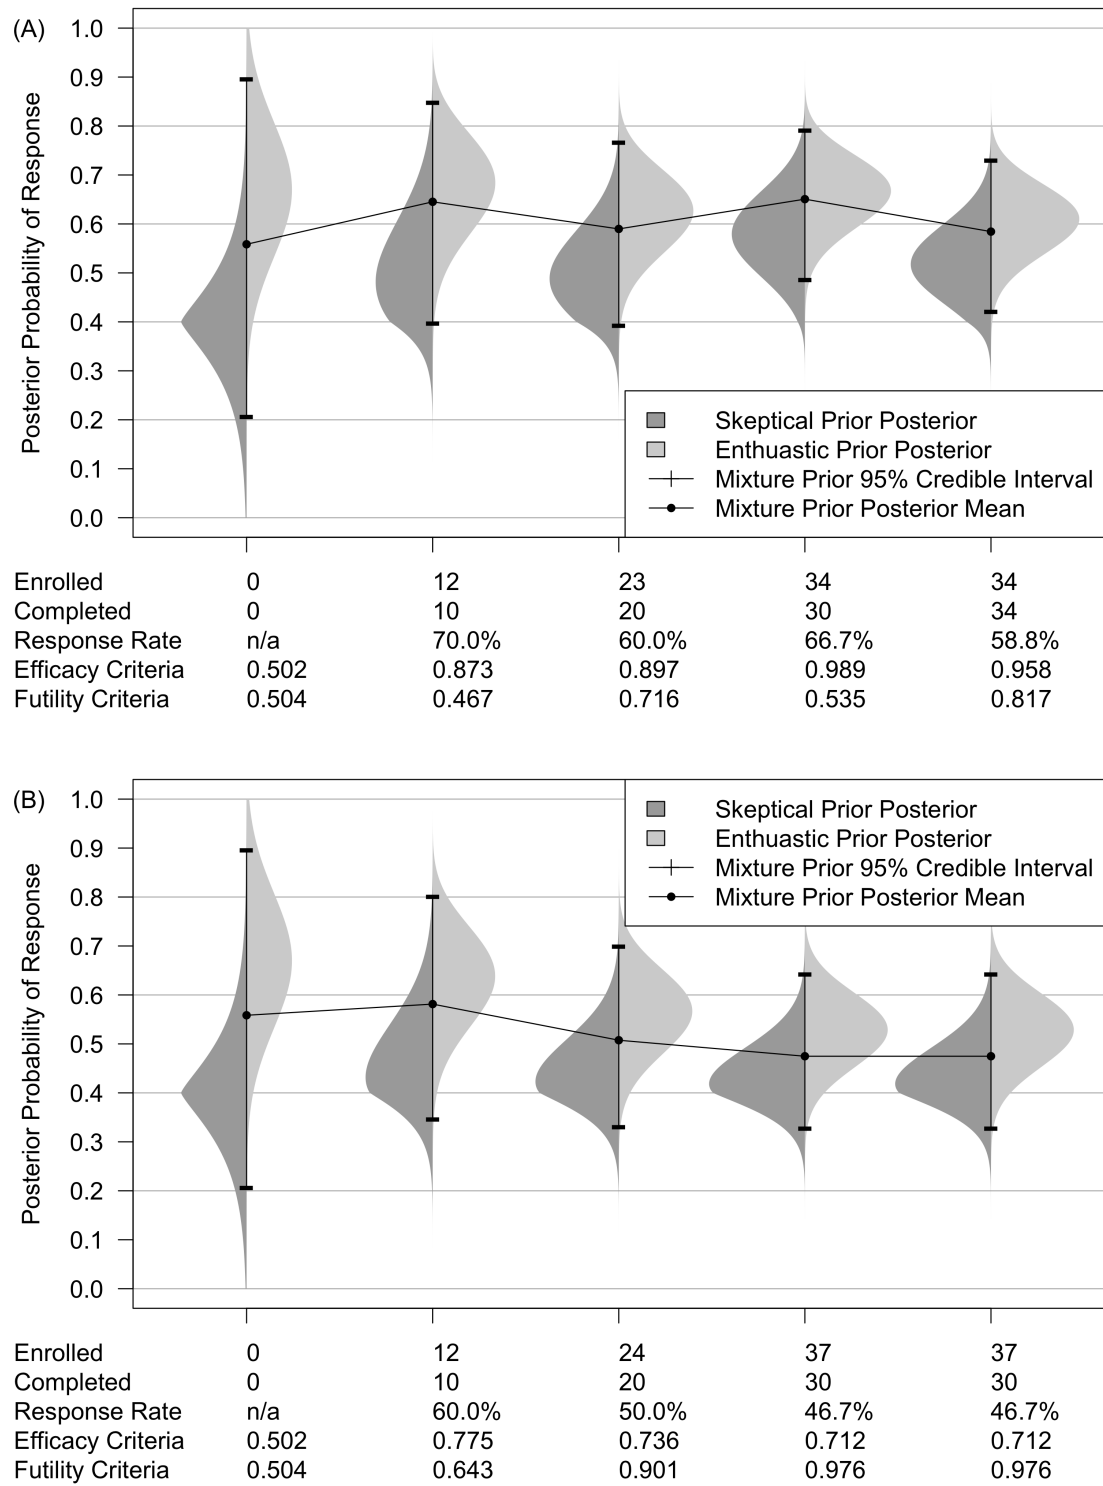 (A)
Posterior Probability of Response
1.0
0.9
0.8
0.7
0.6
0.5
0.4
0.3
0.2
0.1
0.0
Skeptical Prior Posterior
Enthuastic Prior Posterior
Mixture Prior 95% Credible Interval
Mixture Prior Posterior Mean
Enrolled 0 12 23 34 34
Completed 0 10 20 30 34
Response Rate n/a 70.0% 60.0% 66.7% 58.8%
Efficacy Criteria 0.502 0.873 0.897 0.989 0.958
Futility Criteria 0.504 0.467 0.716 0.535 0.817
(B)
Posterior Probability of Response
1.0
0.9
0.8
0.7
0.6
0.5
0.4
0.3
0.2
0.1
0.0
Skeptical Prior Posterior
Enthuastic Prior Posterior
Mixture Prior 95% Credible Interval
Mixture Prior Posterior Mean
Enrolled 0 12 24 37 37
Completed 0 10 20 30 30
Response Rate n/a 60.0% 50.0% 46.7% 46.7%
Efficacy Criteria 0.502 0.775 0.736 0.712 0.712
Futility Criteria 0.504 0.643 0.901 0.976 0.976